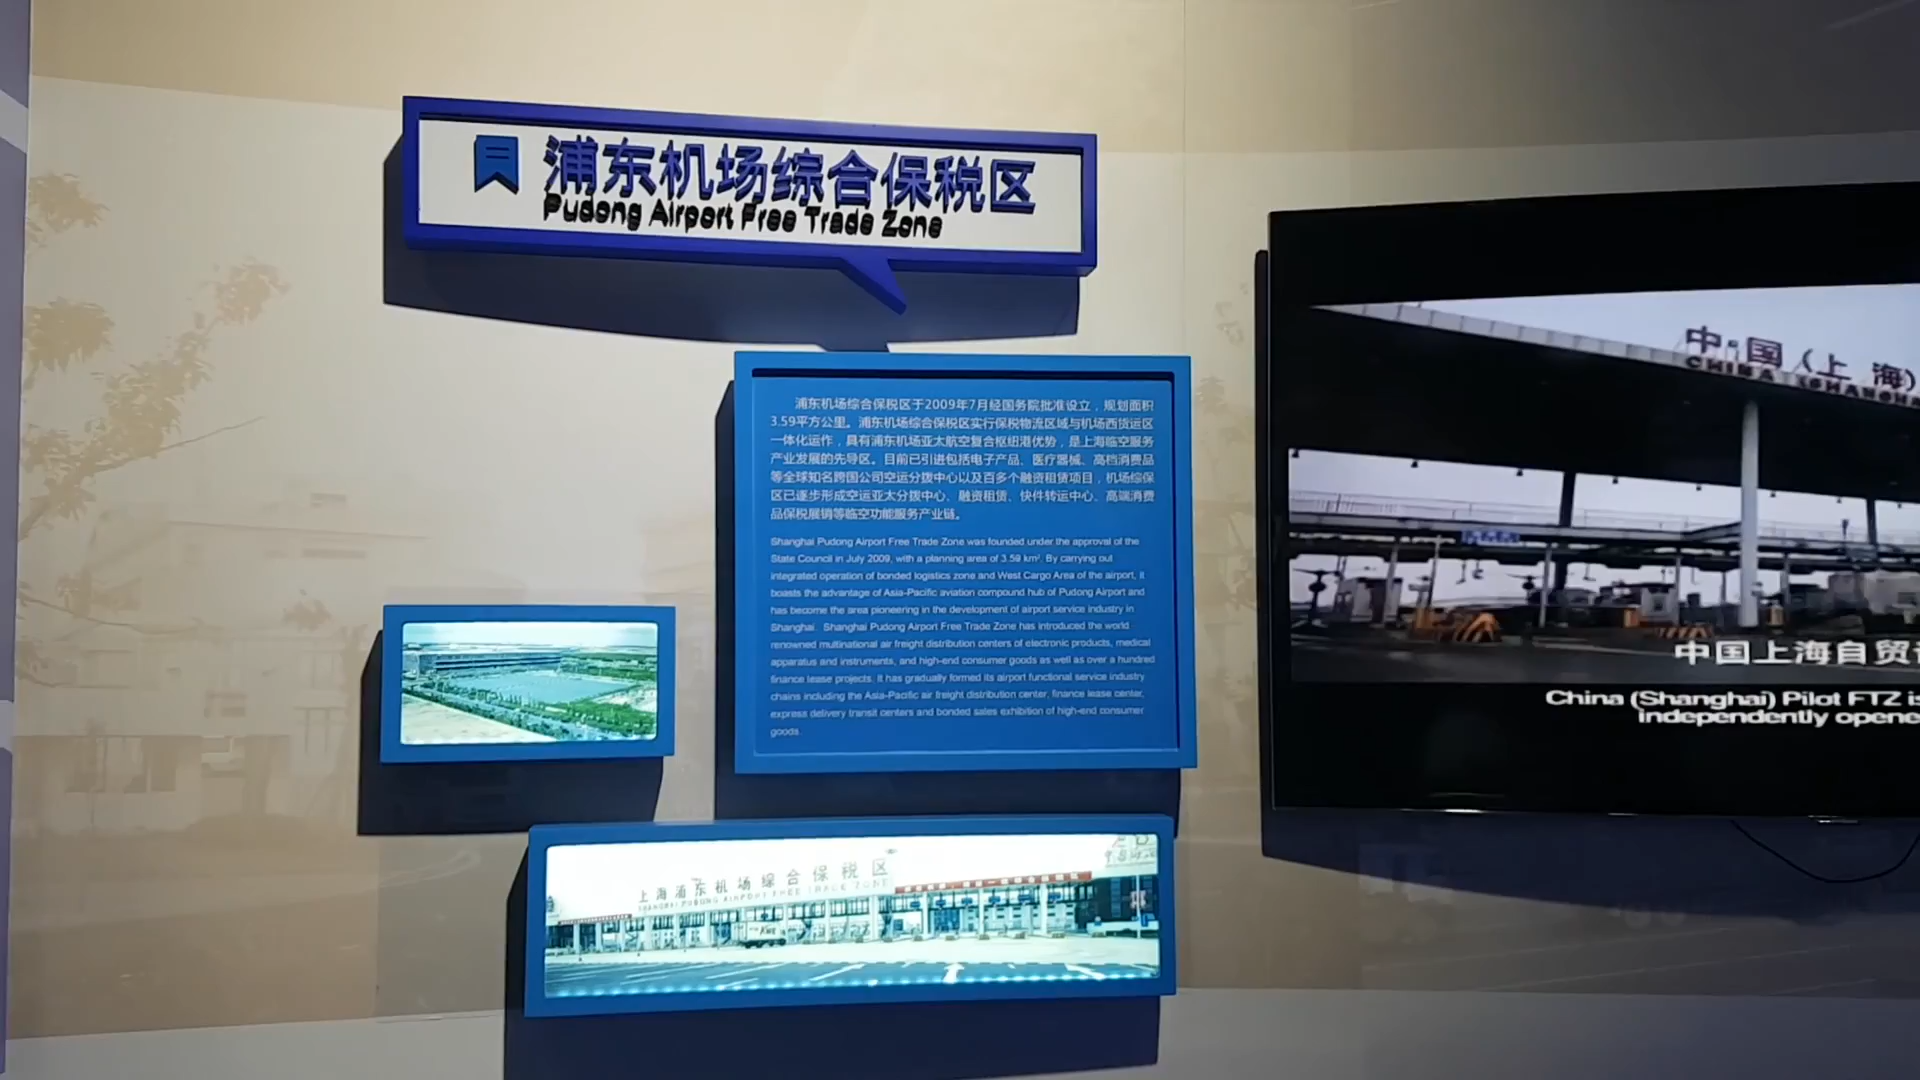 浦东机场综合保税区
Pudong Airport Free Trade Zone
浦东机场综合保税区于2009年7月经国务院批准设立，规划面积
3.59平方公里。浦东机场综合保税区实行保税物流区域与机场西货运区
一体化运作，具有浦东机场亚太航空复合枢纽港优势，是上海临空服务
产业发展的先导区。目前已引进包括电子产品、医疗器械、高档消费品
等全球知名跨国公司空运分拨中心以及百多个融资租赁项目，机场综保
区已逐步形成空运亚太分拨中心、融资租赁、快件转运中心、高端消费
品保税展销等临空功能服务产业链。
Shanghai Pudong Airport Free Trade Zone was founded under the approval of the
State Council in July 2009, with a planning area of 3.59 km². By carrying out
integrated operation of bonded logistics zone and West Cargo Area of the airport, it
boasts the advantage of Asia-Pacific aviation compound hub of Pudong Airport and
has become the area pioneering in the development of airport service industry in
Shanghai. Shanghai Pudong Airport Free Trade Zone has introduced the world
renowned multinational air freight distribution centers of electronic products, medical
apparatus and instruments, and high-end consumer goods as well as over a hundred
finance lease projects. It has gradually formed its airport functional service industry
chains including the Asia-Pacific air freight distribution center, finance lease center,
express delivery transit centers and bonded sales exhibition of high-end consumer
goods.
上海浦东机场综合保税区
SHANGHAI PUDONG AIRPORT FREE TRADE ZONE
中国(上海)
CHINA (SHANGHA
中国上海自贸
China (Shanghai) Pilot FTZ is
independently opene